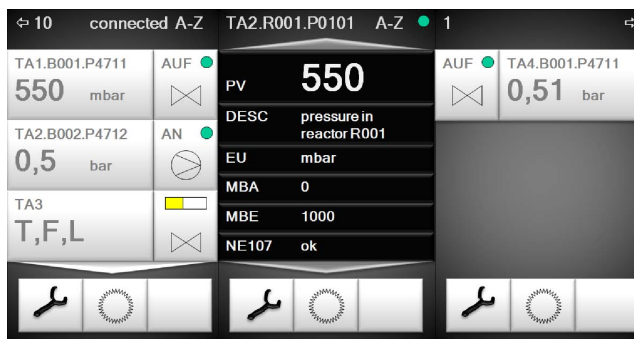 ⇦ 10 connected A-Z
TA1.B001.P4711 AUF
550 mbar
TA2.B002.P4712 AN
0,5 bar
TA3
T,F,L
TA2.R001.P0101 A-Z
PV 550
DESC pressure in
reactor R001
EU mbar
MBA 0
MBE 1000
NE107 ok
1
AUF TA4.B001.P4711
0,51 bar